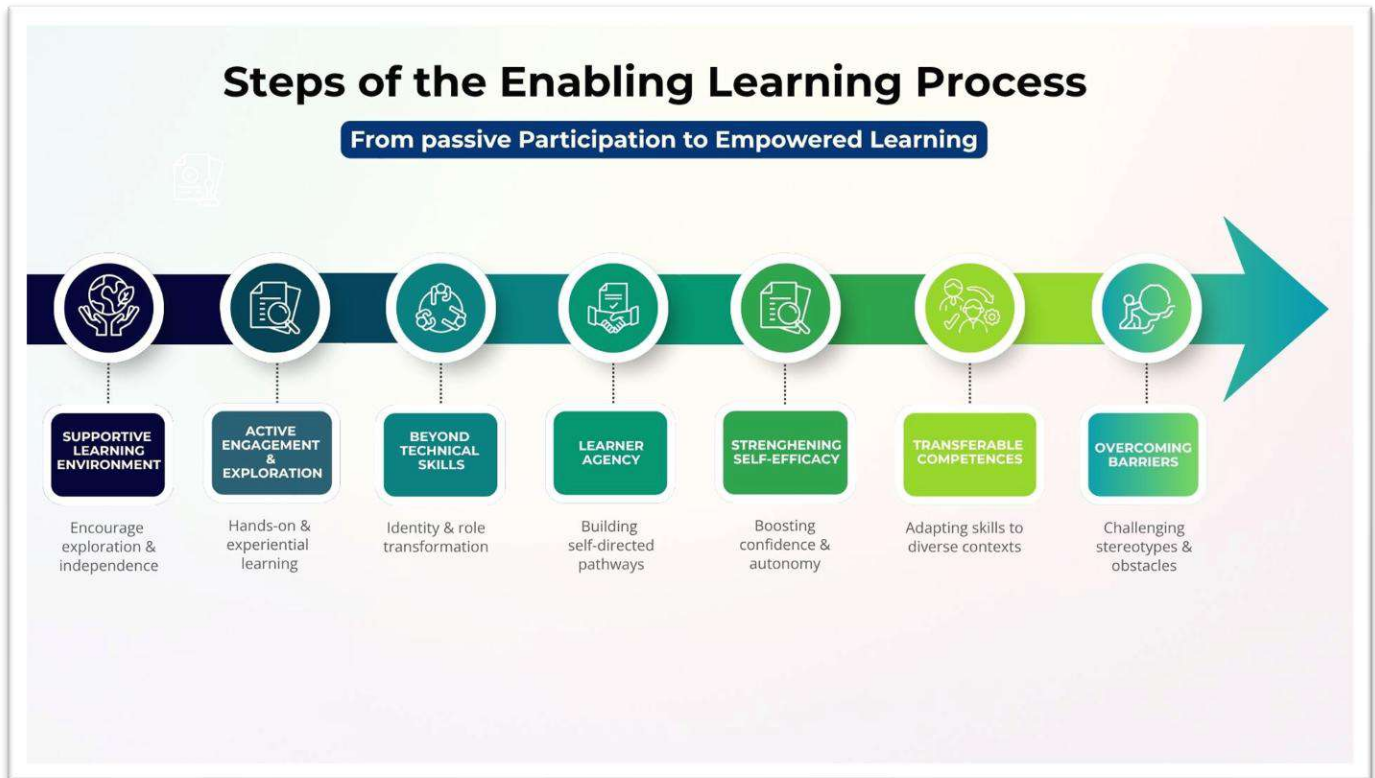 Steps of the Enabling Learning Process
From passive Participation to Empowered Learning
SUPPORTIVE
LEARNING
ENVIRONMENT
Encourage
exploration &
independence
ACTIVE
ENGAGEMENT
&
EXPLORATION
Hands-on &
experiential
learning
BEYOND
TECHNICAL
SKILLS
Identity & role
transformation
LEARNER
AGENCY
Building
self-directed
pathways
STRENGHENING
SELF-EFFICACY
Boosting
confidence &
autonomy
TRANSFERABLE
COMPETENCES
Adapting skills to
diverse contexts
OVERCOMING
BARRIERS
Challenging
stereotypes &
obstacles